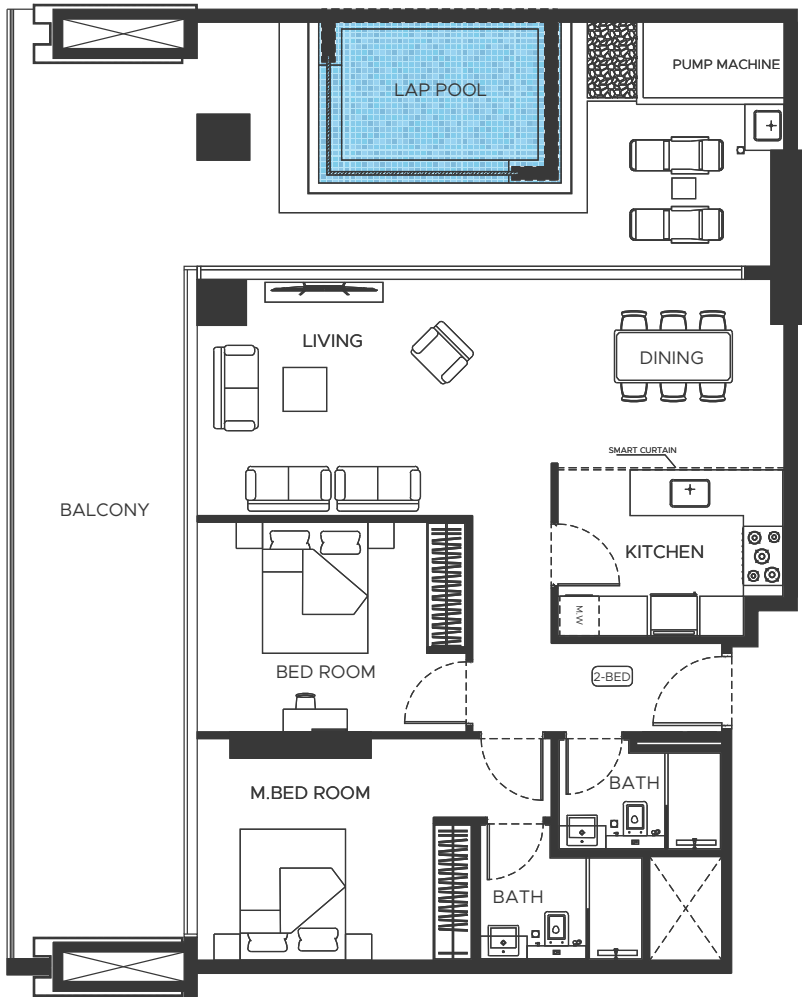 LAP POOL
PUMP MACHINE
LIVING
DINING
SMART CURTAIN
BALCONY
KITCHEN
M.W
BED ROOM
2-BED
M.BED ROOM
BATH
BATH